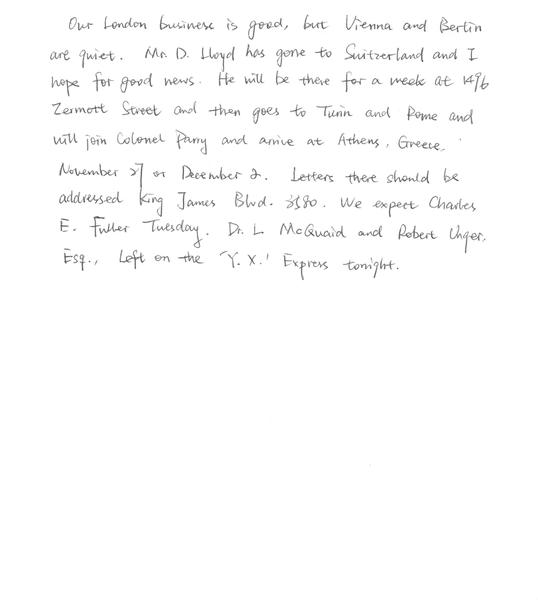 Our London business is good, but Vienna and Berlin
are quiet. Mr. D. Lloyd has gone to Switzerland and I
hope for good news. He will be there for a week at 1496
Zermott Street and then goes to Turin and Rome and
will join Colonel Parry and arrive at Athens, Greece,
November 27 or December 2. Letters there should be
addressed King James Blvd. 3580. We expect Charles
E. Fuller Tuesday. Dr. L. McQuaid and Robert Unger,
Esq., Left on the 'Y. X.' Express tonight.